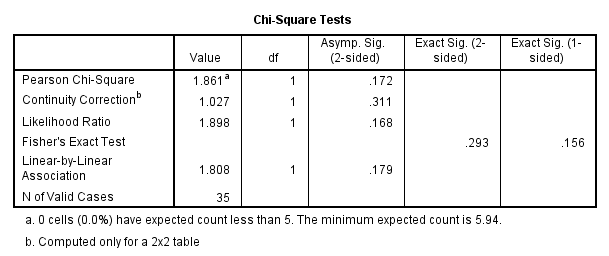 Chi-Square Tests
Value df Asymp. Sig. (2-sided) Exact Sig. (2-sided) Exact Sig. (1-sided)
Pearson Chi-Square 1.861a 1 .172
Continuity Correctionb 1.027 1 .311
Likelihood Ratio 1.898 1 .168
Fisher's Exact Test .293 .156
Linear-by-Linear Association 1.808 1 .179
N of Valid Cases 35
a. 0 cells (0.0%) have expected count less than 5. The minimum expected count is 5.94.
b. Computed only for a 2x2 table